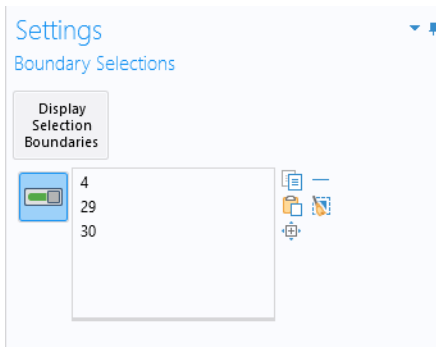 Settings
Boundary Selections
Display
Selection
Boundaries
4
29
30